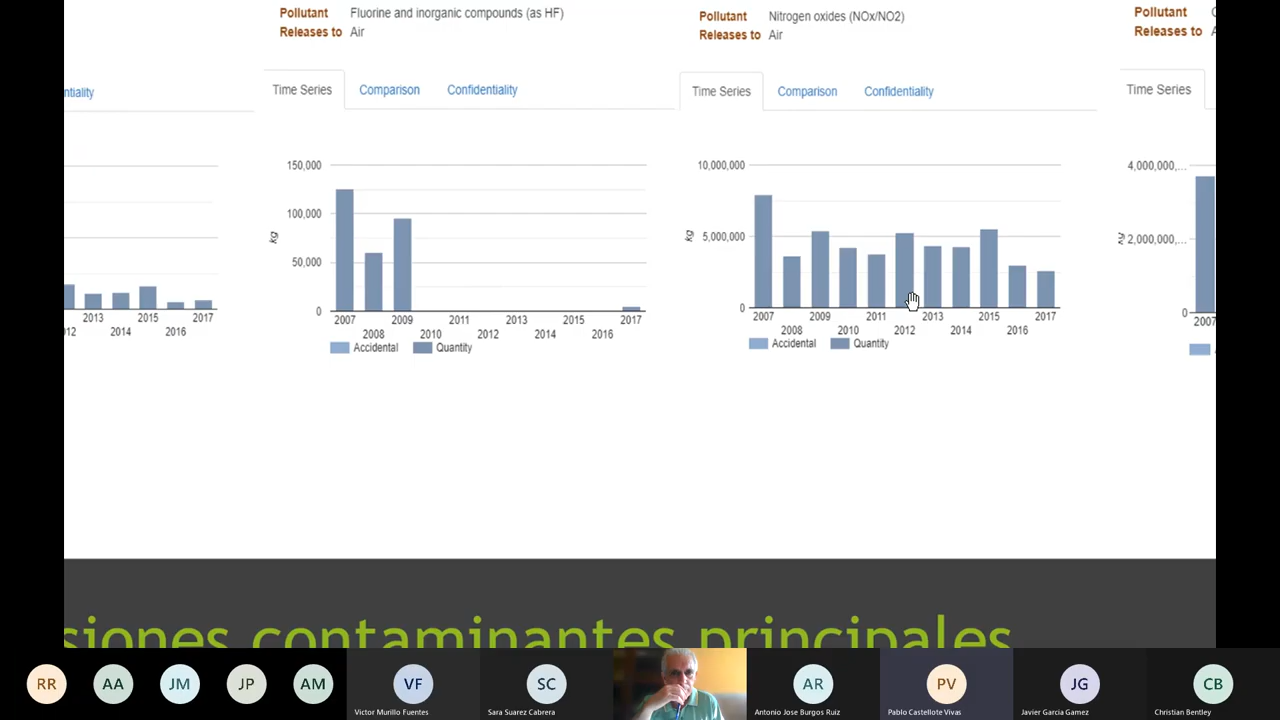 Pollutant Fluorine and inorganic compounds (as HF)
Releases to Air
Pollutant Nitrogen oxides (NOx/NO2)
Releases to Air
Pollutant
Releases to
ntiality
Time Series Comparison Confidentiality
Time Series Comparison Confidentiality
Time Series
2013 2015 2017
2014 2016
150,000
100,000
50,000
0
kg
2007 2009 2011 2013 2015 2017
2008 2010 2012 2014 2016
Accidental Quantity
10,000,000
5,000,000
0
kg
2007 2009 2011 2013 2015 2017
2008 2010 2012 2014 2016
Accidental Quantity
4,000,000,...
2,000,000,...
0
2007
siones contaminantes principales
RR AA JM JP AM VF SC AR PV JG CB
Victor Murillo Fuentes Sara Suarez Cabrera Antonio Jose Burgos Ruiz Pablo Castellote Vivas Javier Garcia Gamez Christian Bentley